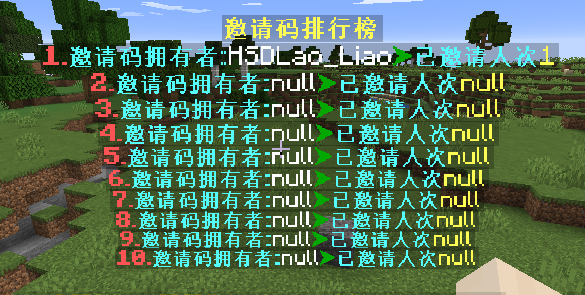 邀请码排行榜
1.邀请码拥有者:HSDLao_Liao➤已邀请人次1
2.邀请码拥有者:null➤已邀请人次null
3.邀请码拥有者:null➤已邀请人次null
4.邀请码拥有者:null➤已邀请人次null
5.邀请码拥有者:null➤已邀请人次null
6.邀请码拥有者:null➤已邀请人次null
7.邀请码拥有者:null➤已邀请人次null
8.邀请码拥有者:null➤已邀请人次null
9.邀请码拥有者:null➤已邀请人次null
10.邀请码拥有者:null➤已邀请人次null